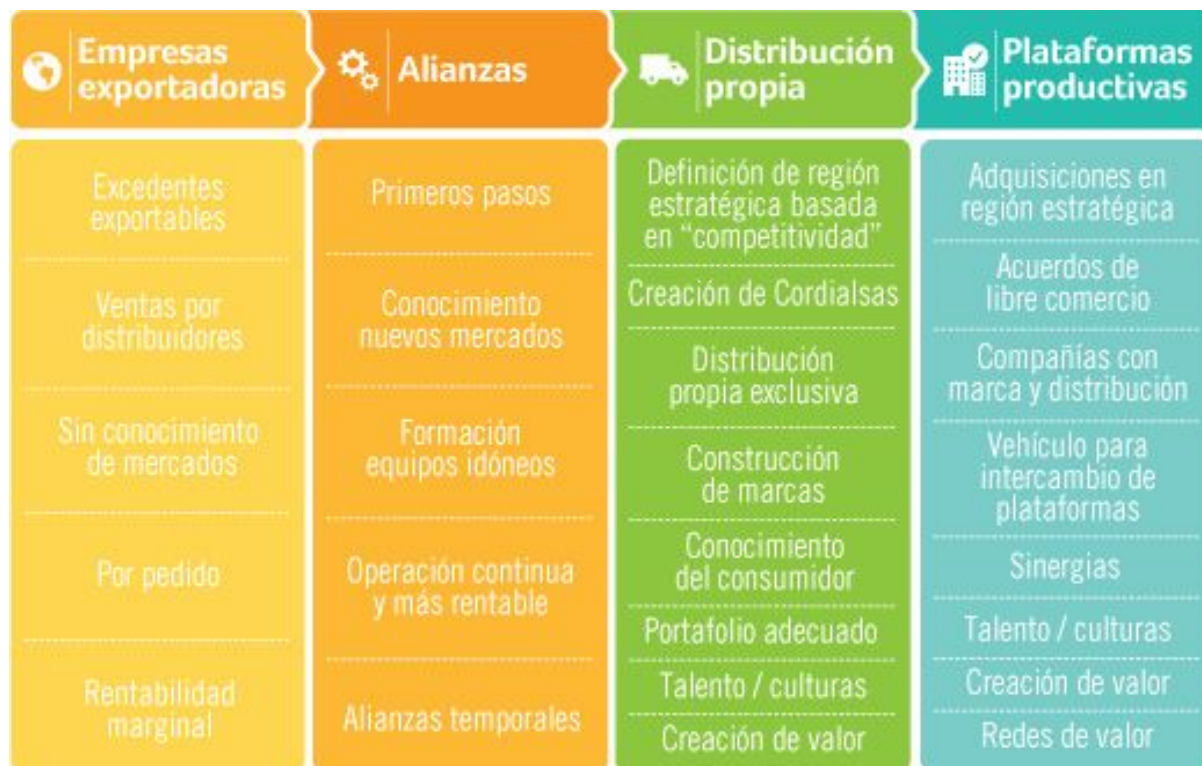 Empresas
exportadoras
Excedentes
exportables
Ventas por
distribuidores
Sin conocimiento
de mercados
Por pedido
Rentabilidad
marginal
Alianzas
Primeros pasos
Conocimiento
nuevos mercados
Formación
equipos idóneos
Operación continua
y más rentable
Alianzas temporales
Distribución
propia
Definición de región
estratégica basada
en “competitividad”
Creación de Cordialsas
Distribución
propia exclusiva
Construcción
de marcas
Conocimiento
del consumidor
Portafolio adecuado
Talento / culturas
Creación de valor
Plataformas
productivas
Adquisiciones en
región estratégica
Acuerdos de
libre comercio
Compañías con
marca y distribución
Vehículo para
intercambio de
plataformas
Sinergias
Talento / culturas
Creación de valor
Redes de valor